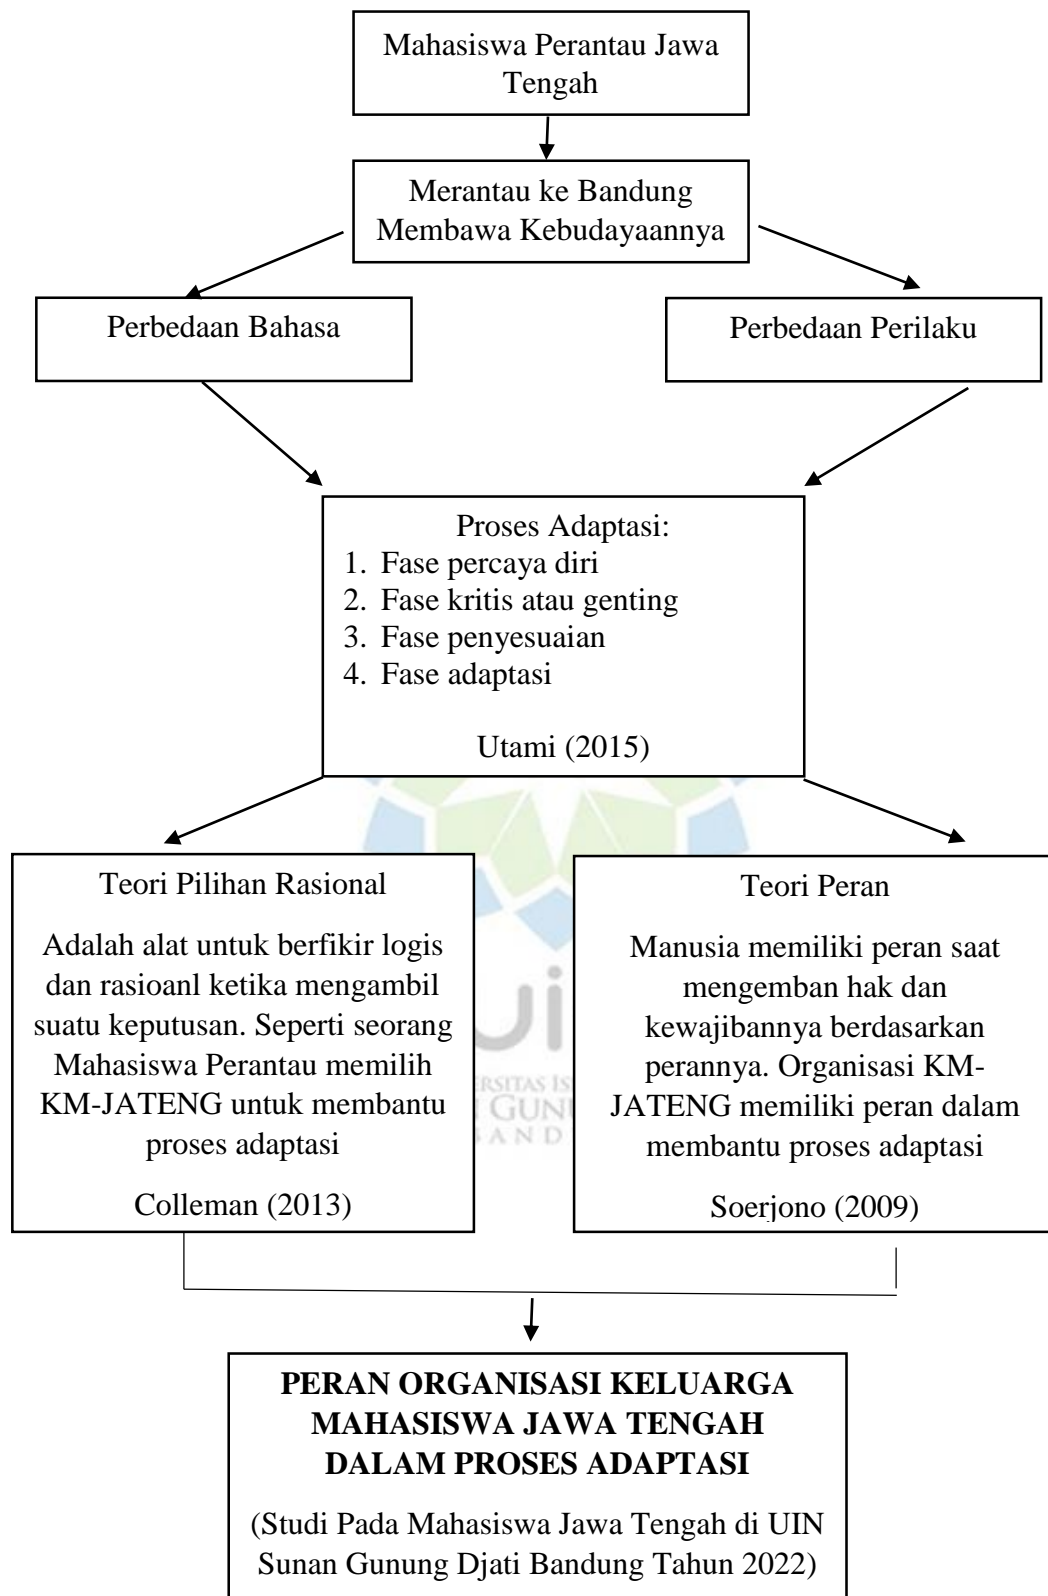 Mahasiswa Perantau Jawa
Tengah
Merantau ke Bandung
Membawa Kebudayaannya
Perbedaan Bahasa
Perbedaan Perilaku
Proses Adaptasi:
1. Fase percaya diri
2. Fase kritis atau genting
3. Fase penyesuaian
4. Fase adaptasi
Utami (2015)
Teori Pilihan Rasional
Adalah alat untuk berfikir logis
dan rasioanl ketika mengambil
suatu keputusan. Seperti seorang
Mahasiswa Perantau memilih
KM-JATENG untuk membantu
proses adaptasi
Colleman (2013)
Teori Peran
Manusia memiliki peran saat
mengemban hak dan
kewajibannya berdasarkan
perannya. Organisasi KM-
JATENG memiliki peran dalam
membantu proses adaptasi
Soerjono (2009)
PERAN ORGANISASI KELUARGA
MAHASISWA JAWA TENGAH
DALAM PROSES ADAPTASI
(Studi Pada Mahasiswa Jawa Tengah di UIN
Sunan Gunung Djati Bandung Tahun 2022)